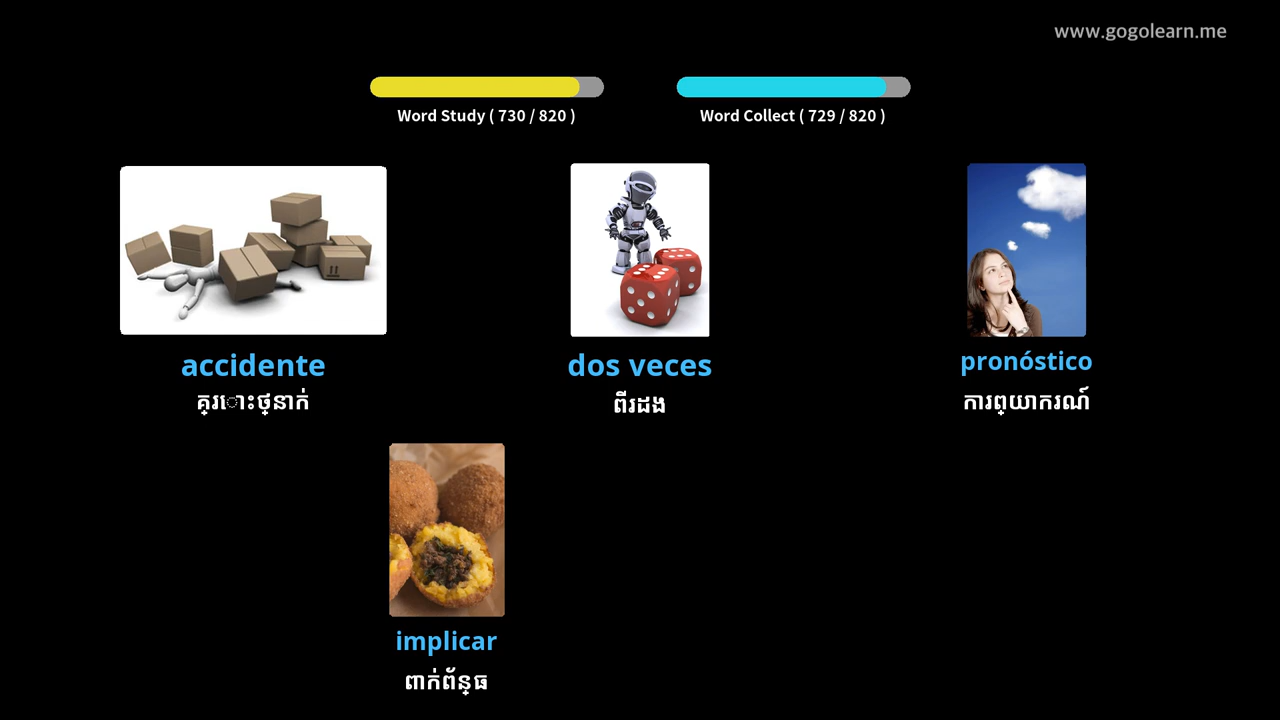 www.gogolearn.me
Word Study ( 730 / 820 )
Word Collect ( 729 / 820 )
accidente
គ្រោះថ្នាក់
dos veces
ពីរដង
pronóstico
ការព្យាករណ៍
implicar
ពាក់ព័ន្ធ